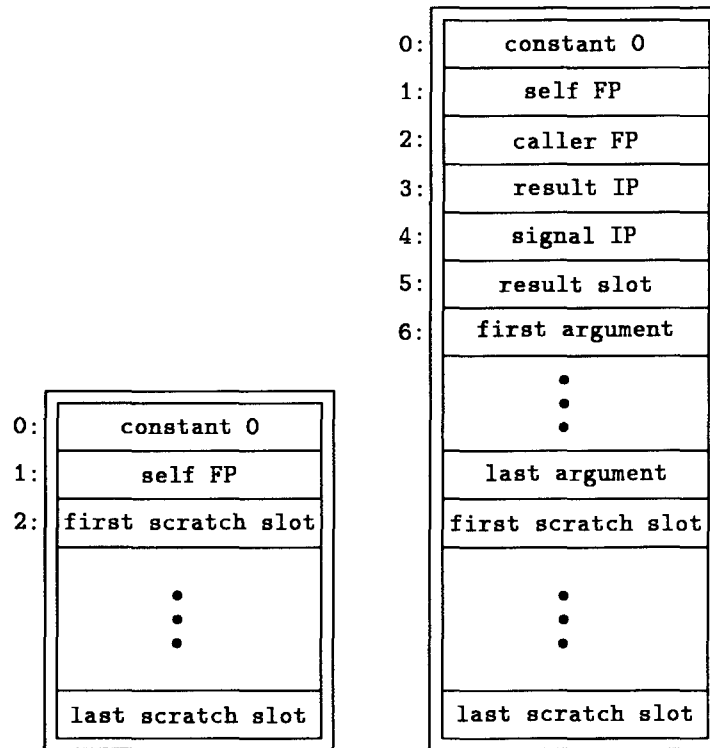 0: constant 0
1: self FP
2: first scratch slot
last scratch slot
0: constant 0
1: self FP
2: caller FP
3: result IP
4: signal IP
5: result slot
6: first argument
last argument
first scratch slot
last scratch slot